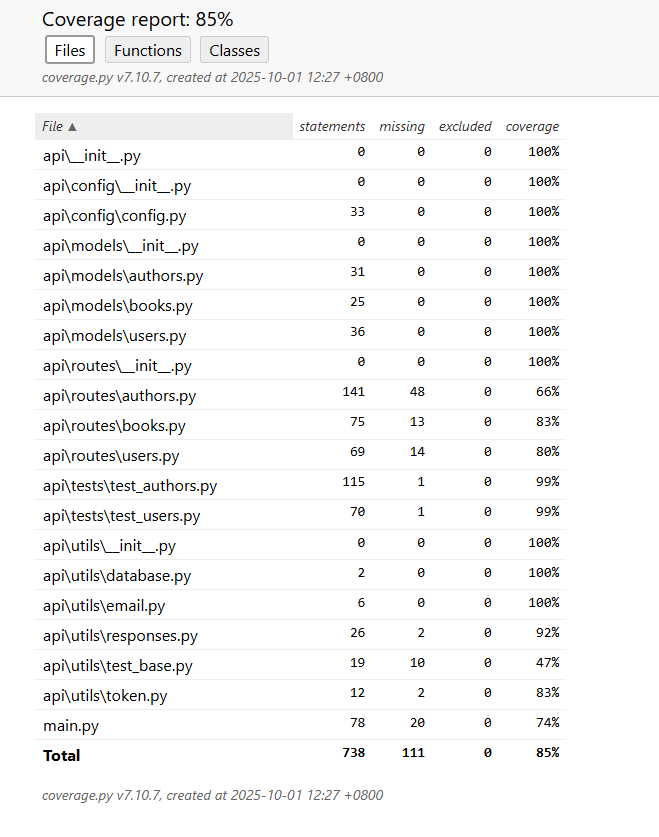 Coverage report: 85%
Files Functions Classes
coverage.py v7.10.7, created at 2025-10-01 12:27 +0800
File ▲ statements missing excluded coverage
api\__init__.py 0 0 0 100%
api\config\__init__.py 0 0 0 100%
api\config\config.py 33 0 0 100%
api\models\__init__.py 0 0 0 100%
api\models\authors.py 31 0 0 100%
api\models\books.py 25 0 0 100%
api\models\users.py 36 0 0 100%
api\routes\__init__.py 0 0 0 100%
api\routes\authors.py 141 48 0 66%
api\routes\books.py 75 13 0 83%
api\routes\users.py 69 14 0 80%
api\tests\test_authors.py 115 1 0 99%
api\tests\test_users.py 70 1 0 99%
api\utils\__init__.py 0 0 0 100%
api\utils\database.py 2 0 0 100%
api\utils\email.py 6 0 0 100%
api\utils\responses.py 26 2 0 92%
api\utils\test_base.py 19 10 0 47%
api\utils\token.py 12 2 0 83%
main.py 78 20 0 74%
Total 738 111 0 85%
coverage.py v7.10.7, created at 2025-10-01 12:27 +0800